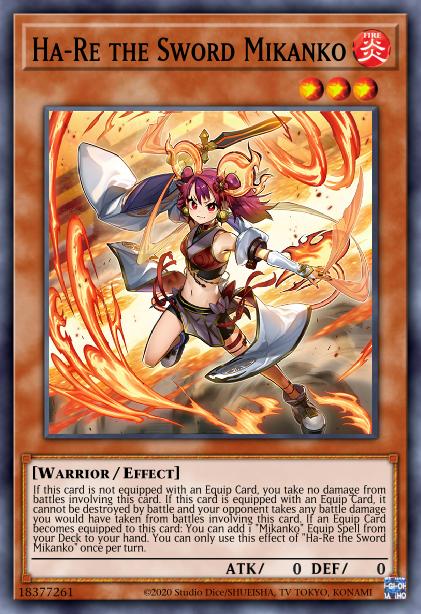 HA-RE THE SWORD MIKANKO
FIRE
炎
[WARRIOR / EFFECT]
If this card is not equipped with an Equip Card, you take no damage from
battles involving this card. If this card is equipped with an Equip Card, it
cannot be destroyed by battle and your opponent takes any battle damage
you would have taken from battles involving this card. If an Equip Card
becomes equipped to this card: You can add 1 "Mikanko" Equip Spell from
your Deck to your hand. You can only use this effect of "Ha-Re the Sword
Mikanko" once per turn.
ATK/ 0 DEF/ 0
18377261
©2020 Studio Dice/SHUEISHA, TV TOKYO, KONAMI